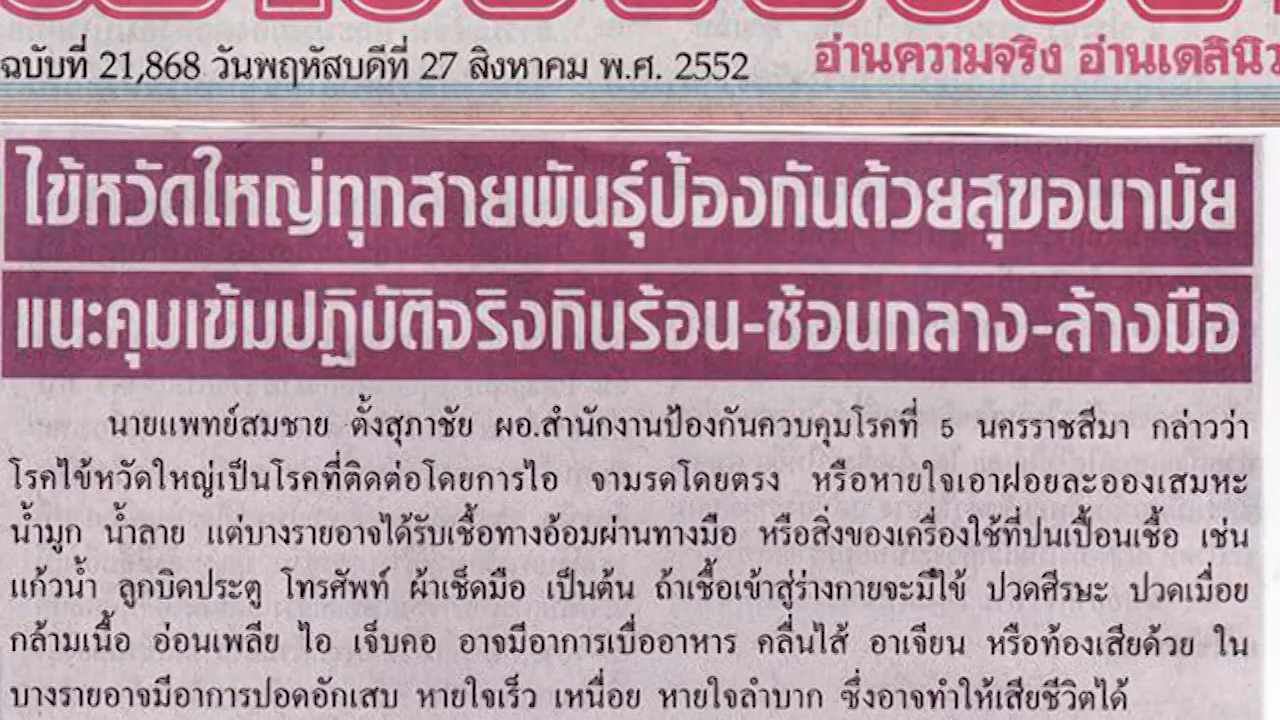 ฉบับที่ 21,868 วันพฤหัสบดีที่ 27 สิงหาคม พ.ศ. 2552
อ่านความจริง อ่านเดลินิว
ไข้หวัดใหญ่ทุกสายพันธุ์ป้องกันด้วยสุขอนามัย
แนะคุมเข้มปฏิบัติจริงกินร้อน-ช้อนกลาง-ล้างมือ
นายแพทย์สมชาย ตั้งสุภาชัย ผอ.สำนักงานป้องกันควบคุมโรคที่ 5 นครราชสีมา กล่าวว่า
โรคไข้หวัดใหญ่เป็นโรคที่ติดต่อโดยการไอ จามรดโดยตรง หรือหายใจเอาฝอยละอองเสมหะ
น้ำมูก น้ำลาย แต่บางรายอาจได้รับเชื้อทางอ้อมผ่านทางมือ หรือสิ่งของเครื่องใช้ที่ปนเปื้อนเชื้อ เช่น
แก้วน้ำ ลูกบิดประตู โทรศัพท์ ผ้าเช็ดมือ เป็นต้น ถ้าเชื้อเข้าสู่ร่างกายจะมีไข้ ปวดศีรษะ ปวดเมื่อย
กล้ามเนื้อ อ่อนเพลีย ไอ เจ็บคอ อาจมีอาการเบื่ออาหาร คลื่นไส้ อาเจียน หรือท้องเสียด้วย ใน
บางรายอาจมีอาการปอดอักเสบ หายใจเร็ว เหนื่อย หายใจลำบาก ซึ่งอาจทำให้เสียชีวิตได้